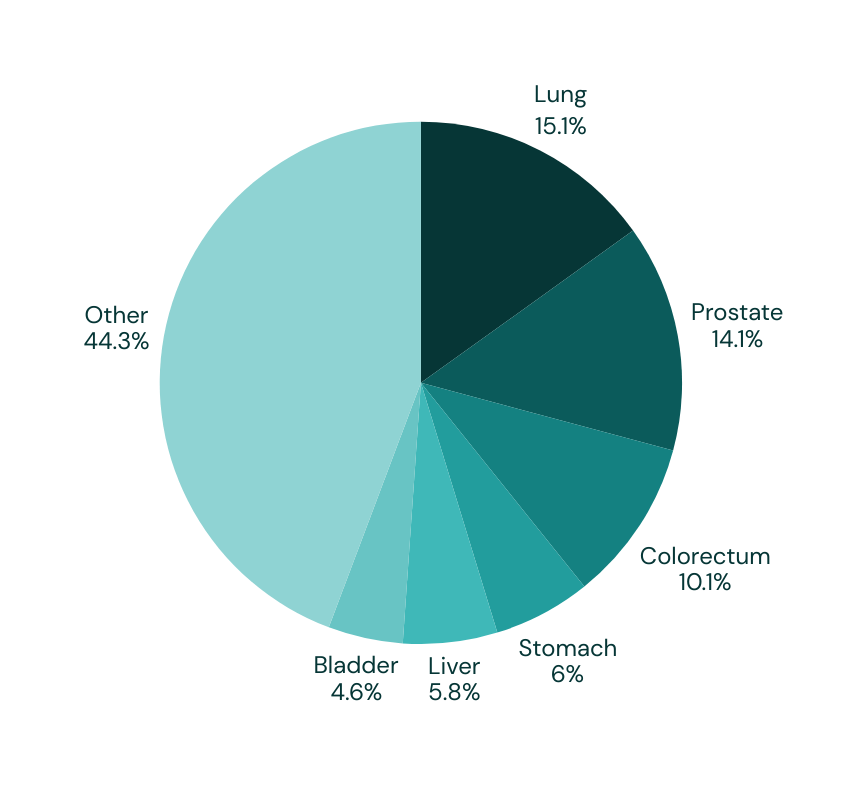 Lung
15.1%
Prostate
14.1%
Colorectum
10.1%
Stomach
6%
Liver
5.8%
Bladder
4.6%
Other
44.3%